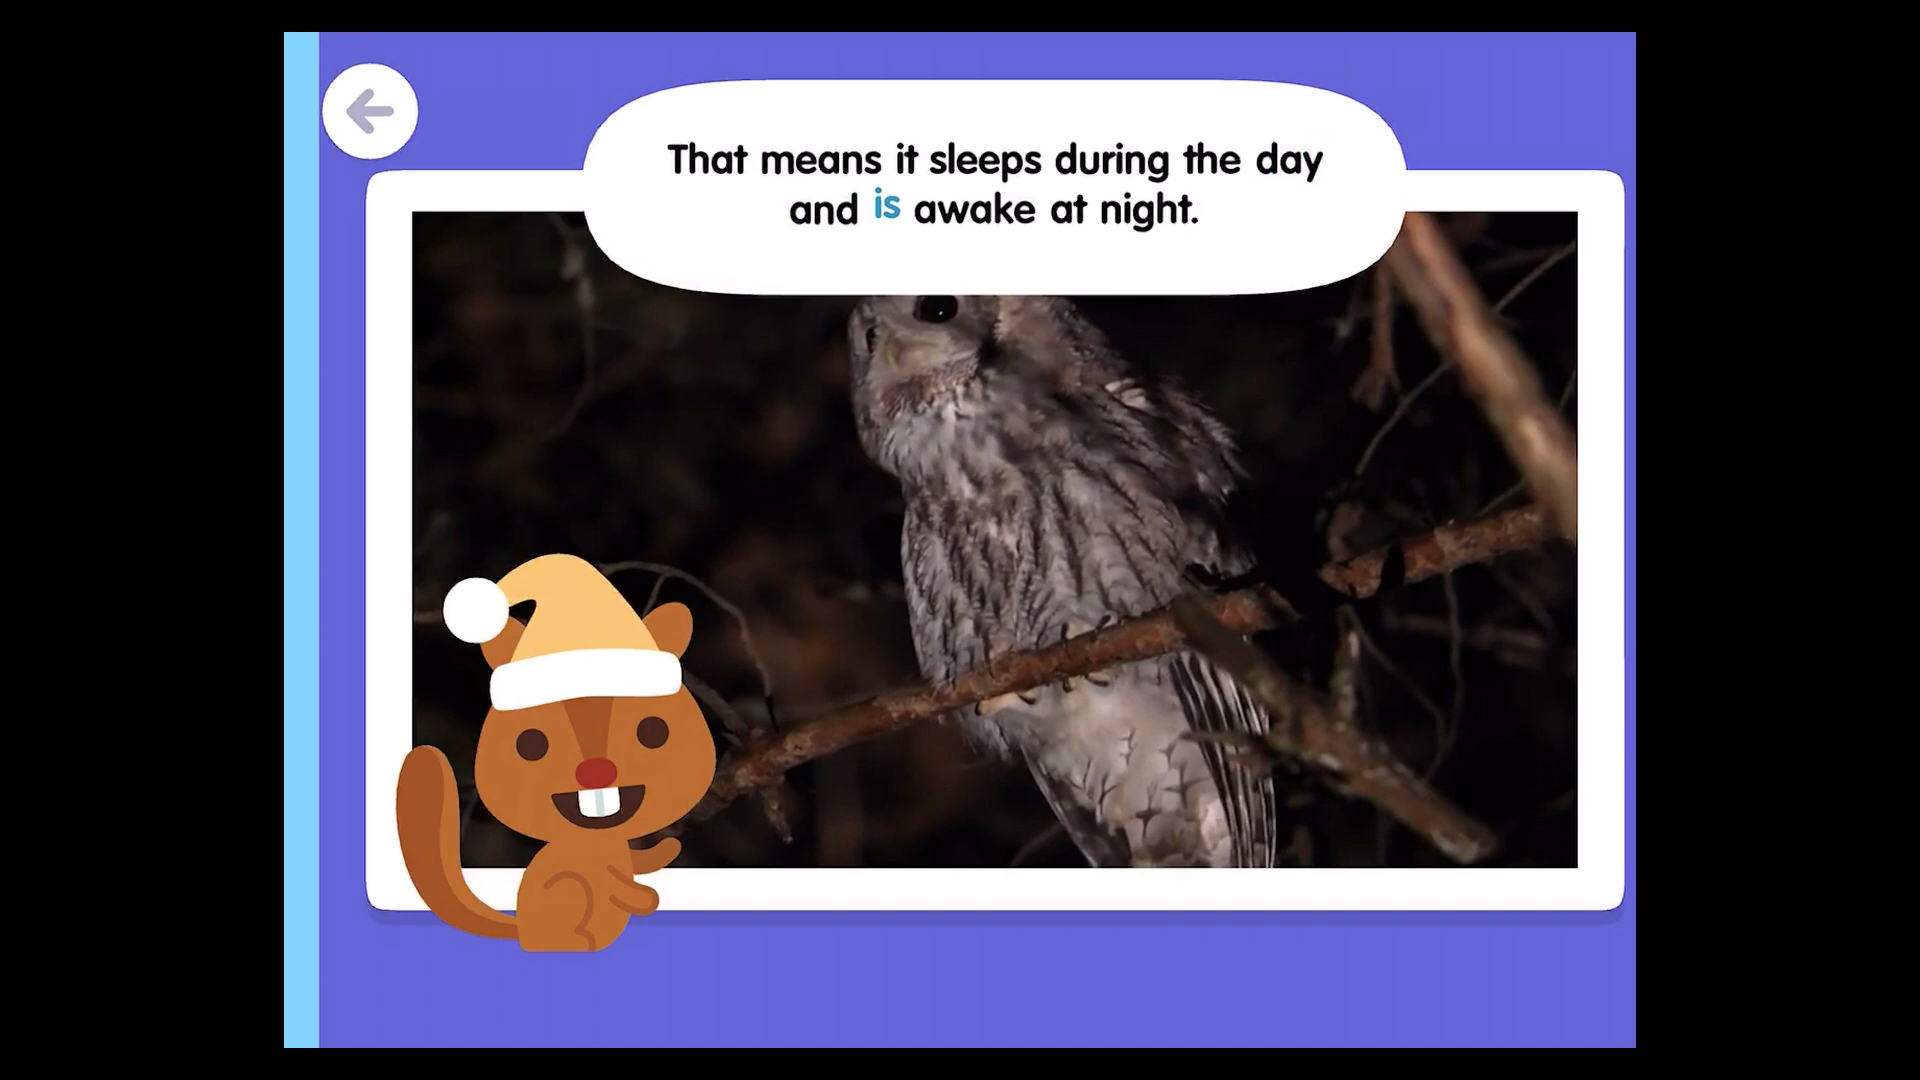 That means it sleeps during the day
and is awake at night.